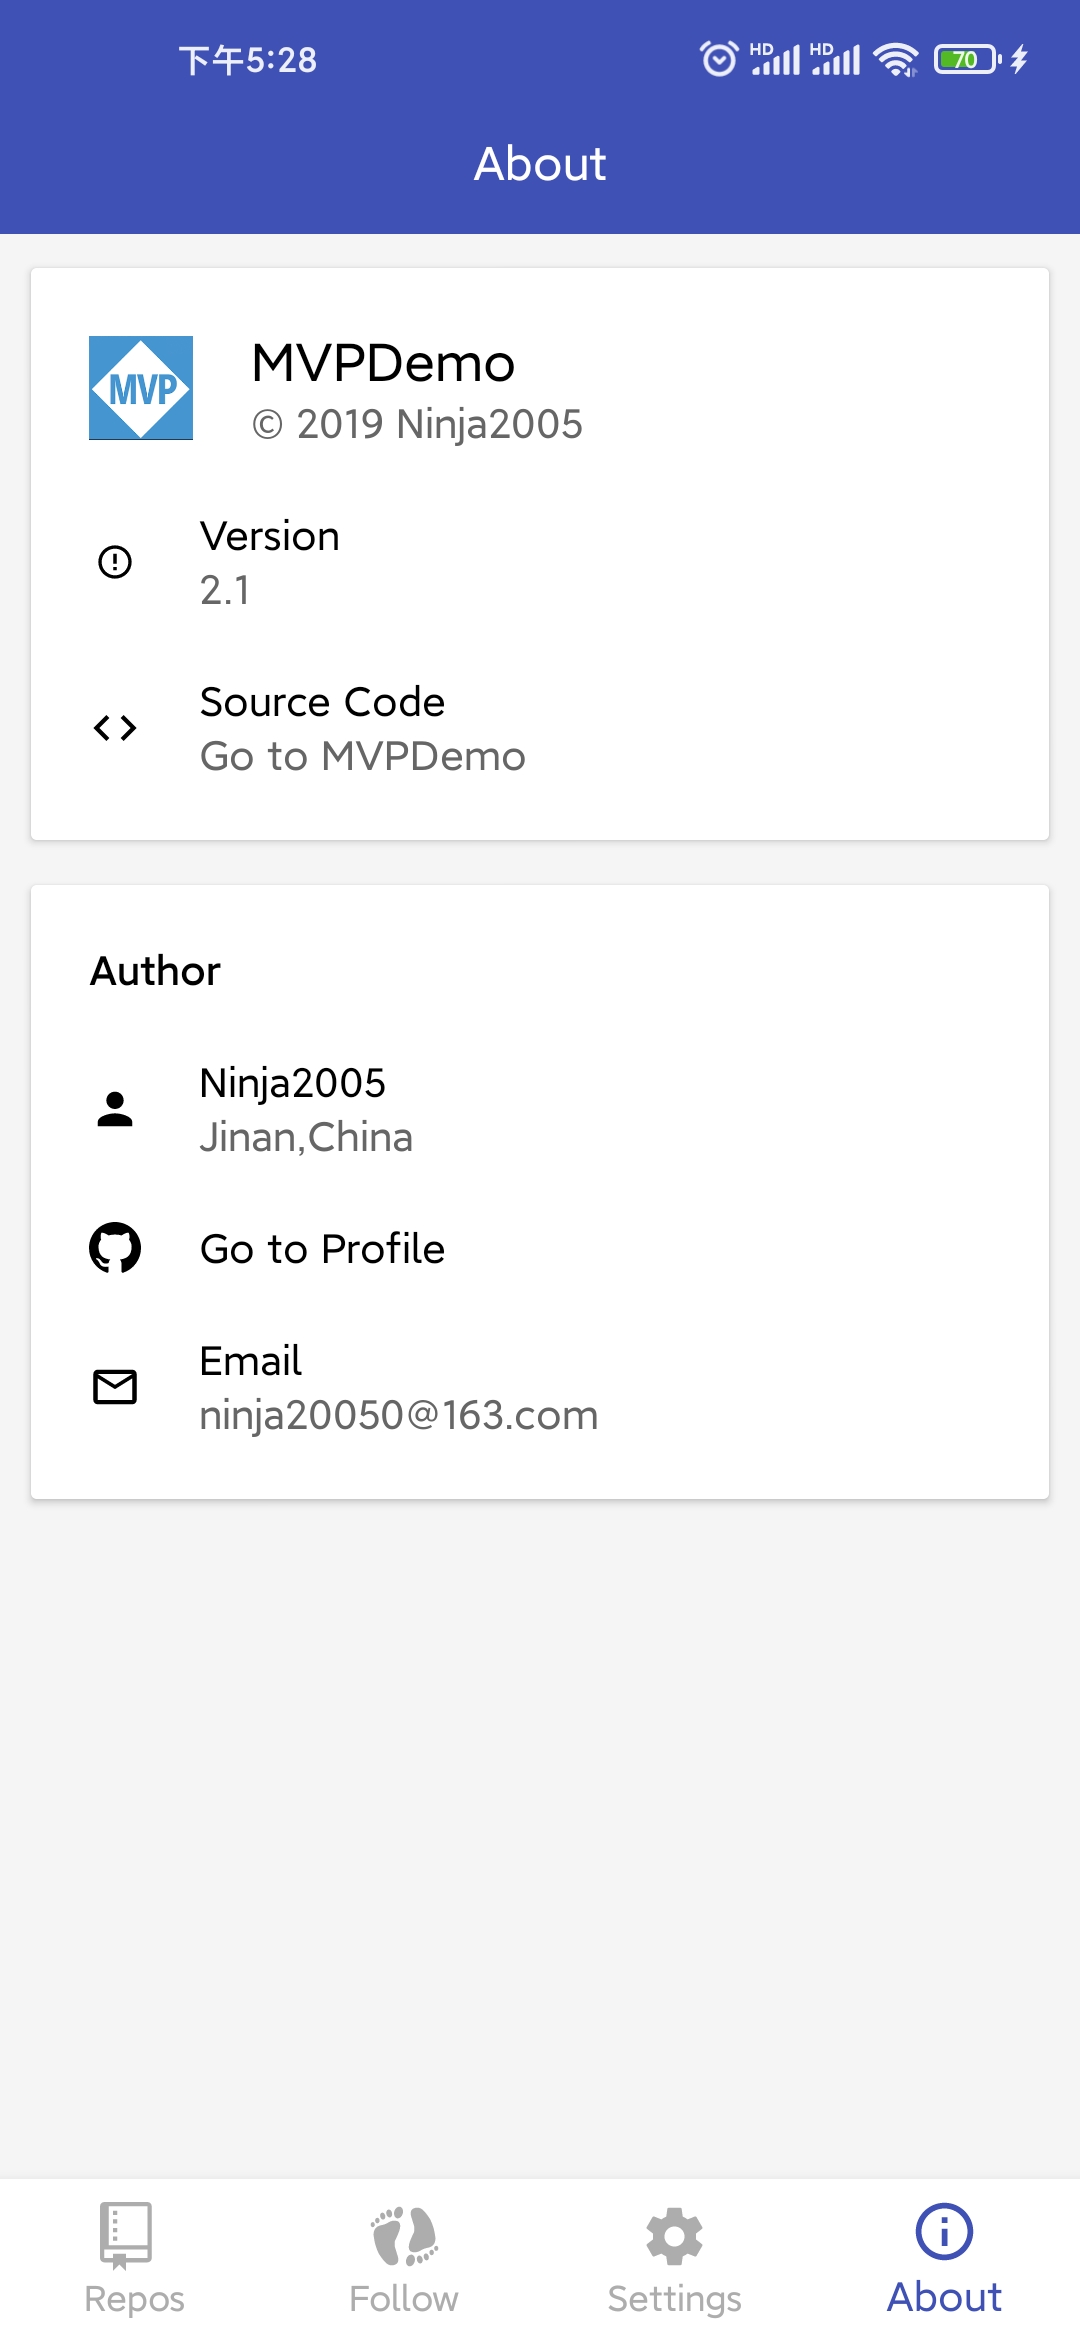 下午5:28
HD HD 70
About
MVP
MVPDemo
© 2019 Ninja2005
Version
2.1
Source Code
Go to MVPDemo
Author
Ninja2005
Jinan,China
Go to Profile
Email
ninja20050@163.com
Repos Follow Settings About